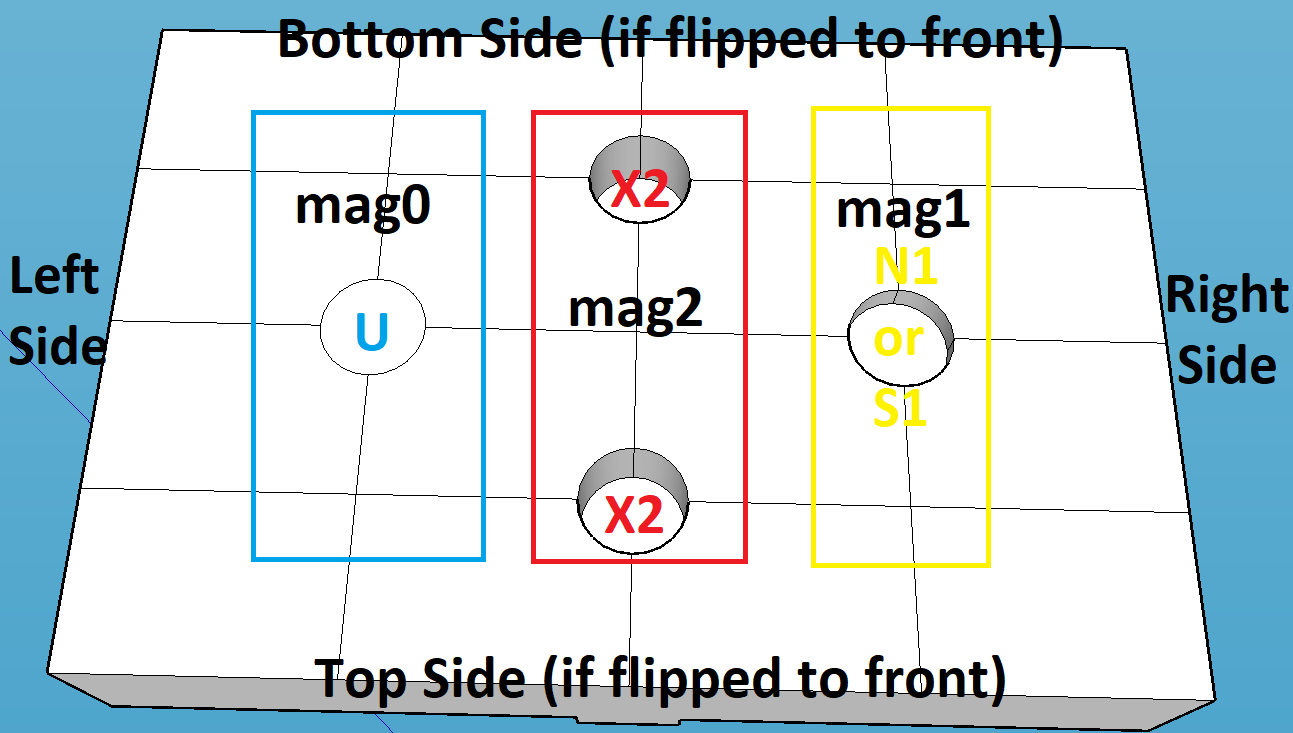 Bottom Side (if flipped to front)
mag0
X2
mag1
N1
Left
Side
U
mag2
or
Right
Side
S1
X2
Top Side (if flipped to front)